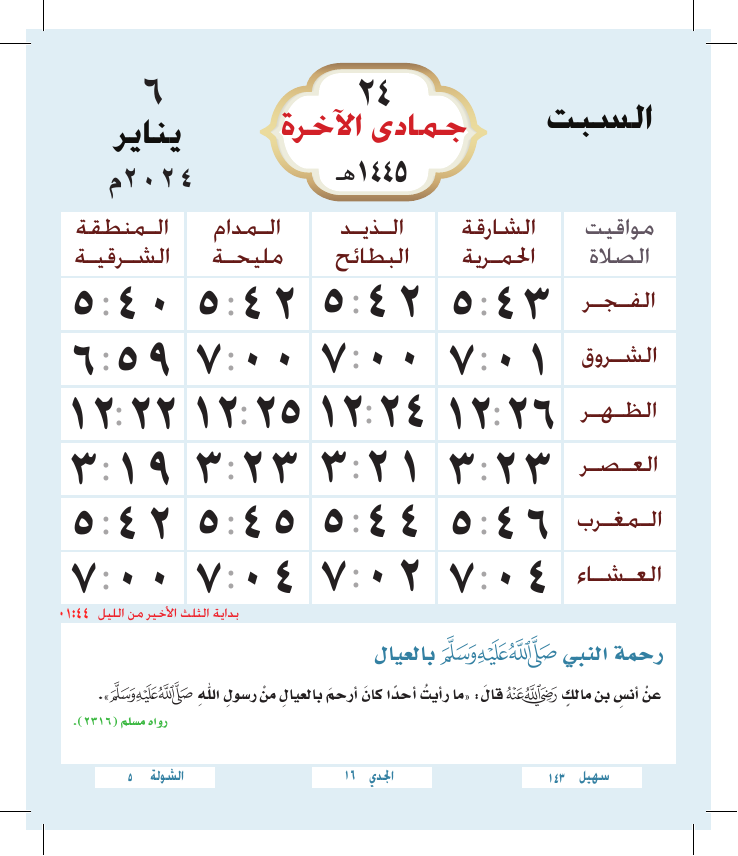 السبت
٢٤
جمادى الآخرة
١٤٤٥هـ
٦
يناير
٢٠٢٤م
مواقيت الصلاة | الشارقة الحمرية | الذيد البطائح | المدام مليحة | المنطقة الشرقية
الفجر | ٥:٤٣ | ٥:٤٢ | ٥:٤٢ | ٥:٤٠
الشروق | ٧:٠١ | ٧:٠٠ | ٧:٠٠ | ٦:٥٩
الظهر | ١٢:٢٦ | ١٢:٢٤ | ١٢:٢٥ | ١٢:٢٢
العصر | ٣:٢٣ | ٣:٢١ | ٣:٢٣ | ٣:١٩
المغرب | ٥:٤٦ | ٥:٤٤ | ٥:٤٥ | ٥:٤٢
العشاء | ٧:٠٤ | ٧:٠٢ | ٧:٠٤ | ٧:٠٠
بداية الثلث الأخير من الليل ٠١:٤٤
رحمة النبي صَلَّى اللَّهُ عَلَيْهِ وَسَلَّمَ بالعيال
عنْ أنسِ بن مالكٍ رَضِيَ اللَّهُ عَنْهُ قالَ: «ما رأيتُ أحدًا كانَ أرحمَ بالعيالِ منْ رسولِ اللهِ صَلَّى اللَّهُ عَلَيْهِ وَسَلَّمَ».
رواه مسلم (٢٣١٦).
سهيل ١٤٣
الجدي ١٦
الشولة ٥